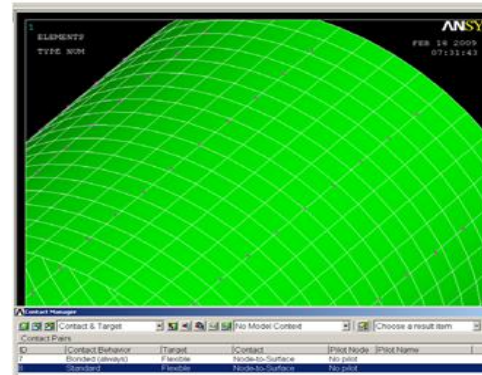 1
ELEMENTS
TYPE NUM
ANSY
FEB 16 2009
07:31:43
Contact Manager
Contact & Target
No Model Context
Choose a result item
Contact Pairs
ID Contact Behavior Target Contact Pilot Node Pilot Name
7 Bonded (always) Flexible Node-to-Surface No pilot
8 Standard Flexible Node-to-Surface No pilot